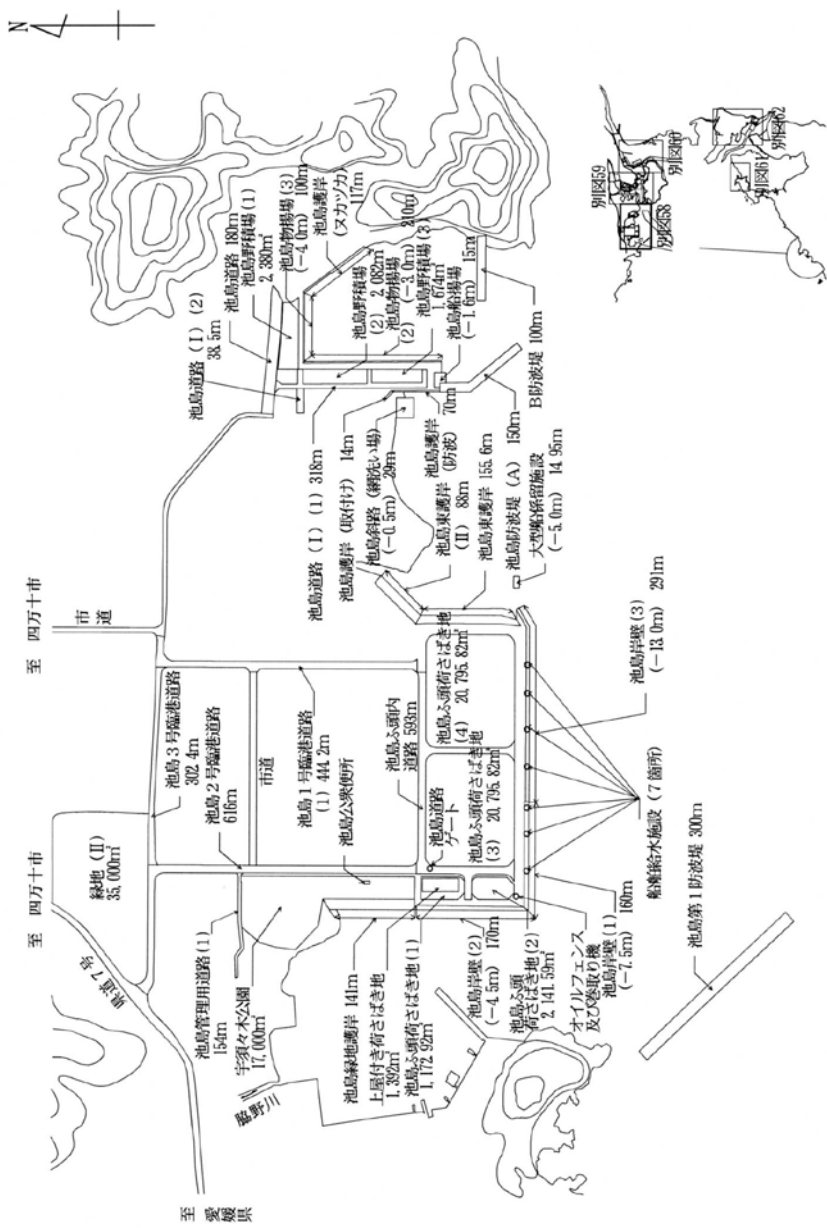 N
至 四万十市
至 四万十市
至 愛媛県
県道7号
市道
緑地 (Ⅱ)
35,000㎡
池島3号臨港道路
302.4m
池島2号臨港道路
616m
市道
池島1号臨港道路
(1) 444.2m
池島公衆便所
池島管理用道路(1)
154m
宇須々木公園
17,000㎡
脇野川
池島緑地護岸 141m
上屋付き荷さばき地
1,392㎡
池島ふ頭荷さばき地(1)
1,172.92㎡
池島岸壁(2)
(-4.5m) 170m
池島ふ頭
荷さばき地(2)
2,141.59㎡
オイルフェンス
及び巻取り機
池島岸壁(1)
(-7.5m) 160m
池島ふ頭内
道路 593m
池島道路
ゲート
池島ふ頭荷さばき地
(3) 20,795.82㎡
池島ふ頭荷さばき地
(4) 20,795.82㎡
船舶給水施設 (7箇所)
池島岸壁(3)
(-13.0m) 291m
池島第1防波堤 300m
池島道路 (Ⅰ) (2)
38.5m
池島道路 180m
池島野積場(1)
2,380㎡
池島物揚場(3)
(-4.0m) 100m
池島護岸
(ヌカヅカ)
117m
池島野積場
(2) 2,082㎡
池島物揚場
(2) (-3.0m) 210m
池島野積場(3)
1,674㎡
池島船揚場
(-1.6m) 15m
池島道路 (Ⅰ) (1) 318m
池島護岸 (取付け) 14m
池島斜路 (網洗い場)
(-0.5m) 29m
池島護岸
(防波) 70m
池島東護岸
(Ⅱ) 88m
池島東護岸 155.6m
池島防波堤 (A) 150m
大型船係留施設
(-5.0m) 14.95m
B防波堤 100m
別図58
別図59
別図60
別図61
別図62